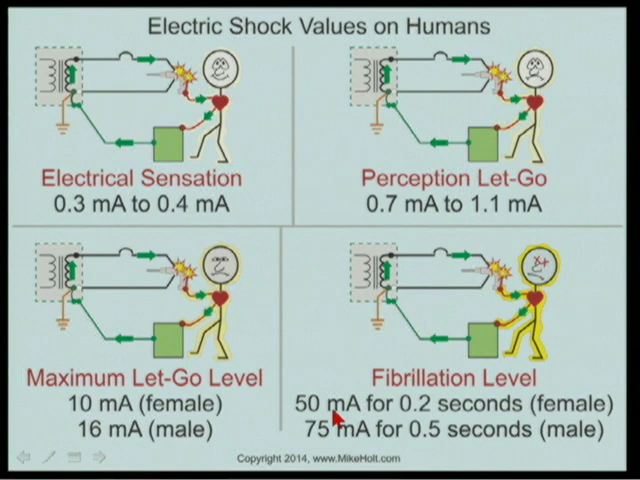 Electric Shock Values on Humans
Electrical Sensation
0.3 mA to 0.4 mA
Perception Let-Go
0.7 mA to 1.1 mA
Maximum Let-Go Level
10 mA (female)
16 mA (male)
Fibrillation Level
50 mA for 0.2 seconds (female)
75 mA for 0.5 seconds (male)
Copyright 2014, www.MikeHolt.com